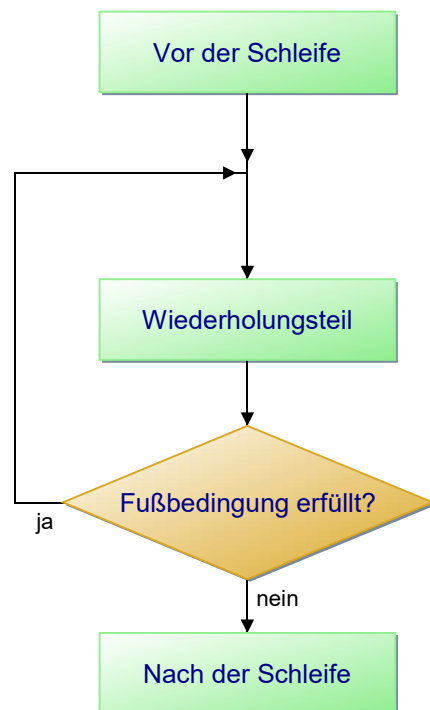 Vor der Schleife
Wiederholungsteil
Fußbedingung erfüllt?
ja
nein
Nach der Schleife